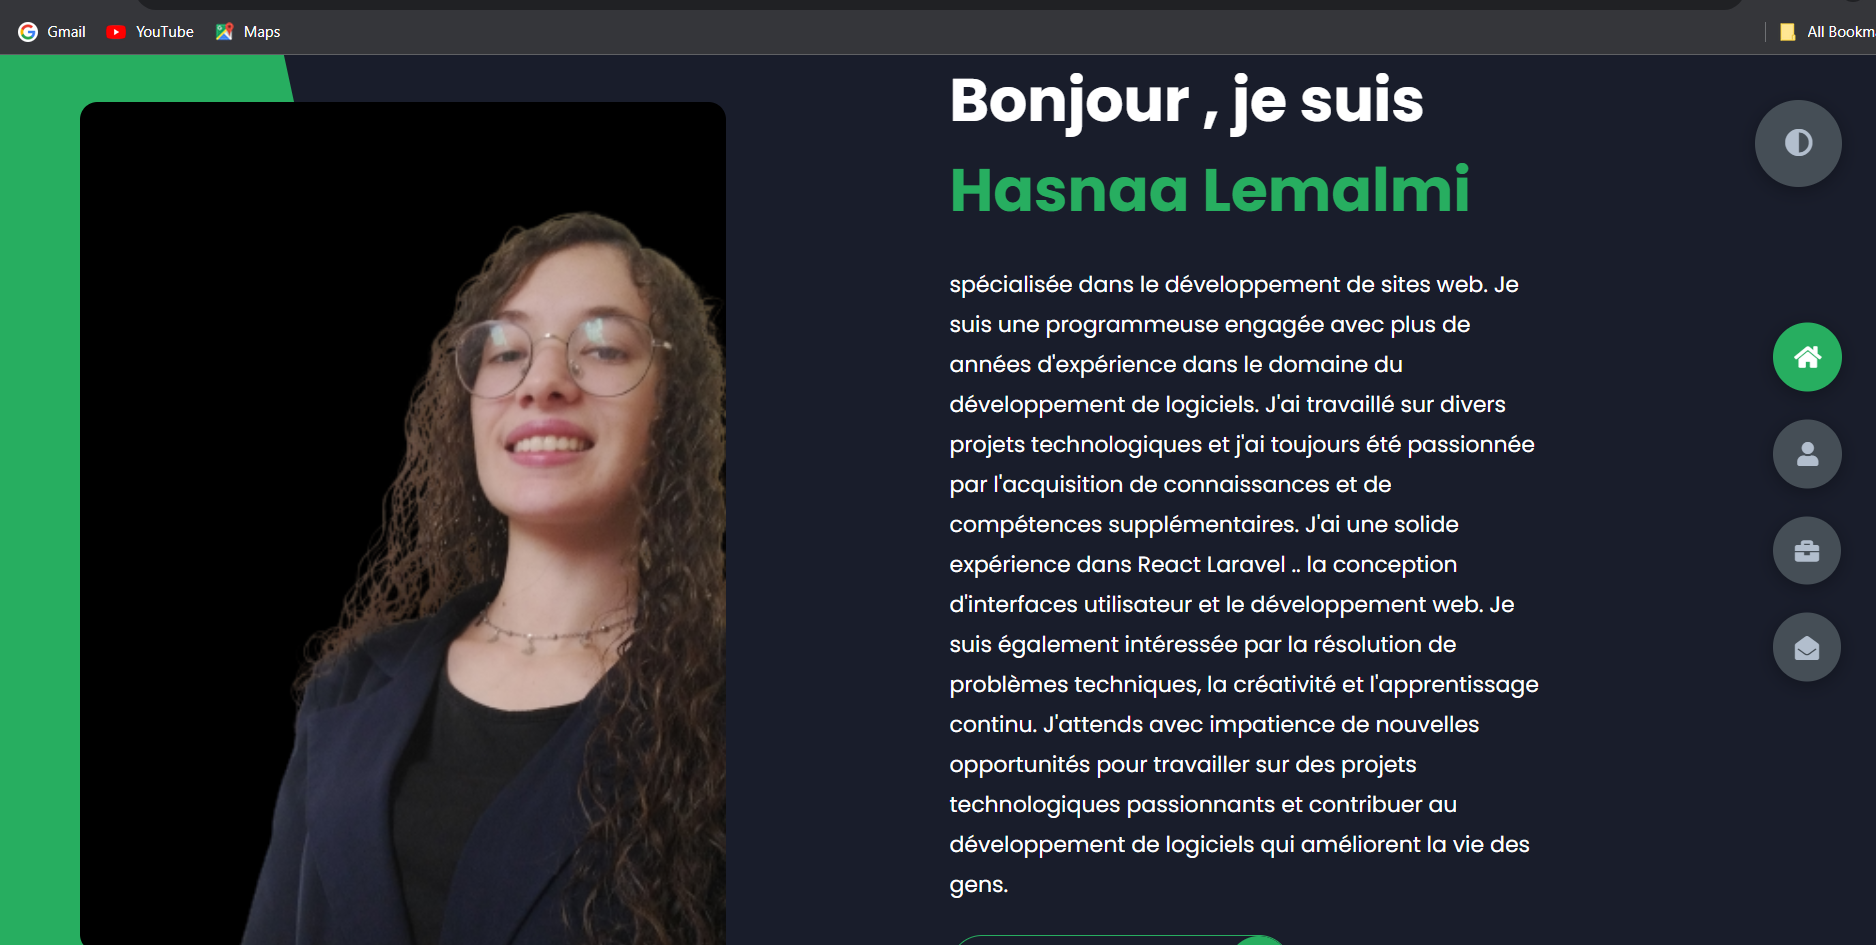 Gmail
YouTube
Maps
All Bookm
Bonjour , je suis
Hasnaa Lemalmi
spécialisée dans le développement de sites web. Je
suis une programmeuse engagée avec plus de
années d'expérience dans le domaine du
développement de logiciels. J'ai travaillé sur divers
projets technologiques et j'ai toujours été passionnée
par l'acquisition de connaissances et de
compétences supplémentaires. J'ai une solide
expérience dans React Laravel .. la conception
d'interfaces utilisateur et le développement web. Je
suis également intéressée par la résolution de
problèmes techniques, la créativité et l'apprentissage
continu. J'attends avec impatience de nouvelles
opportunités pour travailler sur des projets
technologiques passionnants et contribuer au
développement de logiciels qui améliorent la vie des
gens.